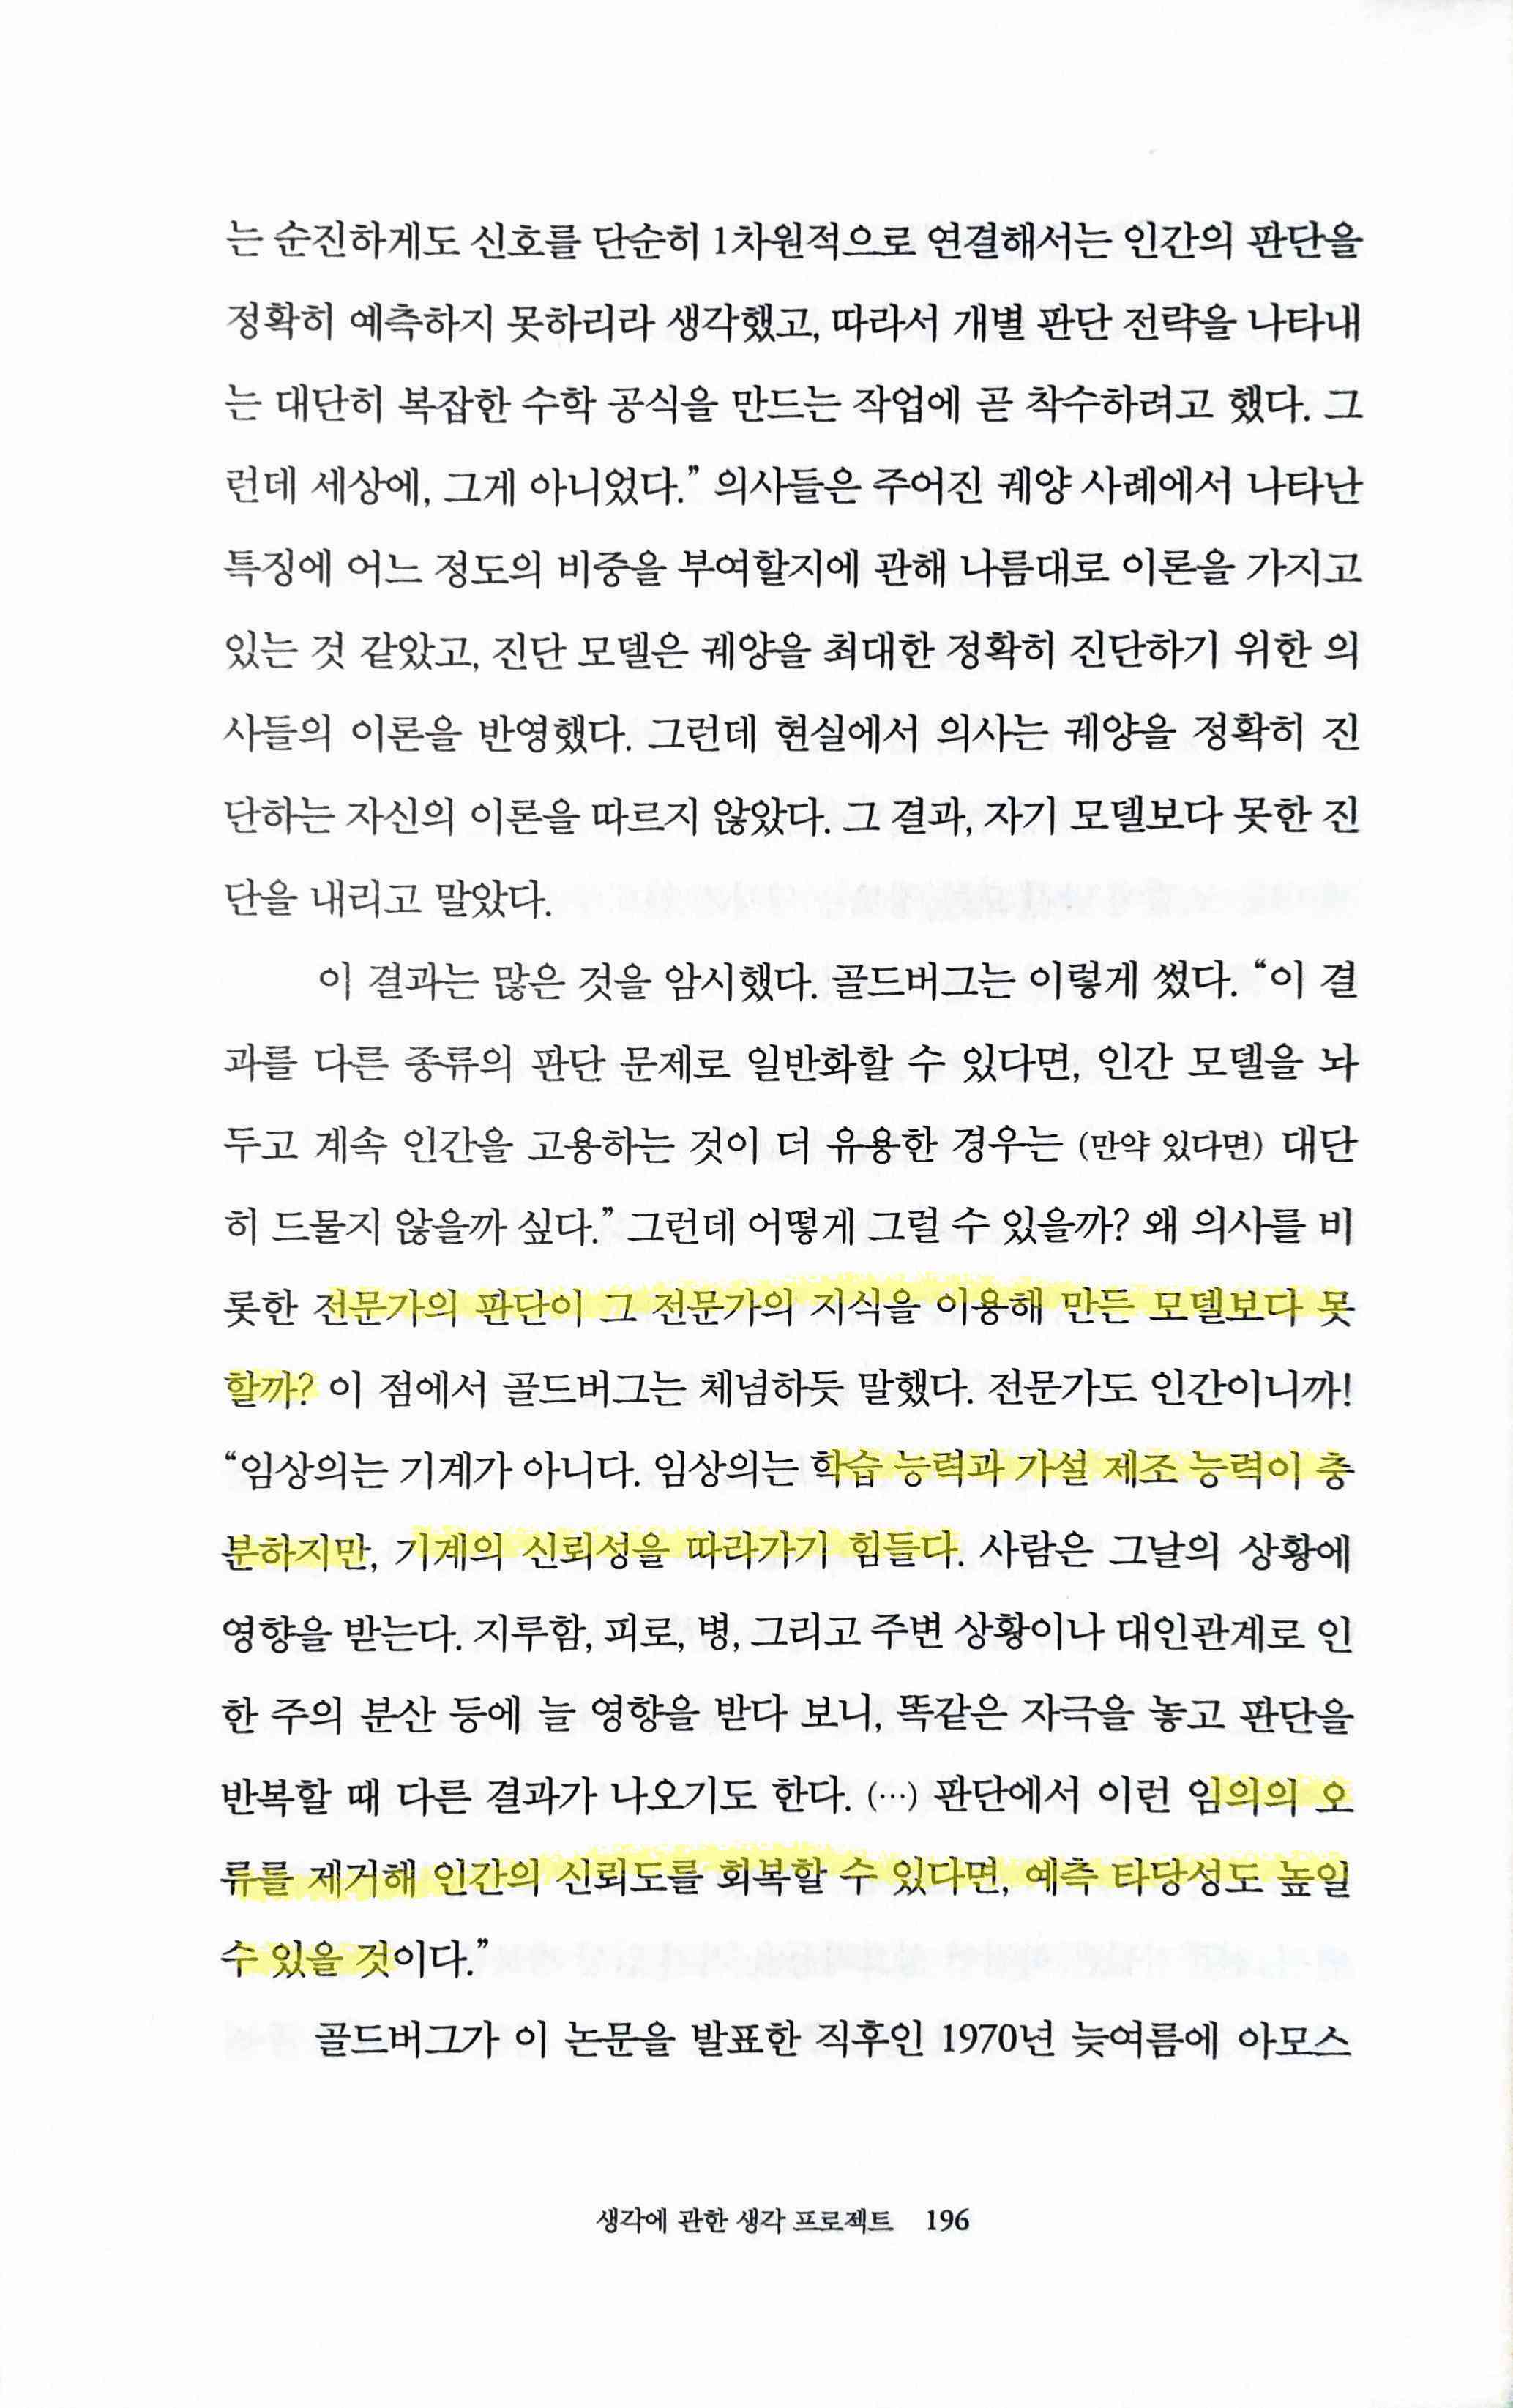 는 순진하게도 신호를 단순히 1차원적으로 연결해서는 인간의 판단을
정확히 예측하지 못하리라 생각했고, 따라서 개별 판단 전략을 나타내
는 대단히 복잡한 수학 공식을 만드는 작업에 곧 착수하려고 했다. 그
런데 세상에, 그게 아니었다.” 의사들은 주어진 궤양 사례에서 나타난
특징에 어느 정도의 비중을 부여할지에 관해 나름대로 이론을 가지고
있는 것 같았고, 진단 모델은 궤양을 최대한 정확히 진단하기 위한 의
사들의 이론을 반영했다. 그런데 현실에서 의사는 궤양을 정확히 진
단하는 자신의 이론을 따르지 않았다. 그 결과, 자기 모델보다 못한 진
단을 내리고 말았다.
이 결과는 많은 것을 암시했다. 골드버그는 이렇게 썼다. “이 결
과를 다른 종류의 판단 문제로 일반화할 수 있다면, 인간 모델을 놔
두고 계속 인간을 고용하는 것이 더 유용한 경우는 (만약 있다면) 대단
히 드물지 않을까 싶다.” 그런데 어떻게 그럴 수 있을까? 왜 의사를 비
롯한 전문가의 판단이 그 전문가의 지식을 이용해 만든 모델보다 못
할까? 이 점에서 골드버그는 체념하듯 말했다. 전문가도 인간이니까!
“임상의는 기계가 아니다. 임상의는 학습 능력과 가설 제조 능력이 충
분하지만, 기계의 신뢰성을 따라가기 힘들다. 사람은 그날의 상황에
영향을 받는다. 지루함, 피로, 병, 그리고 주변 상황이나 대인관계로 인
한 주의 분산 등에 늘 영향을 받다 보니, 똑같은 자극을 놓고 판단을
반복할 때 다른 결과가 나오기도 한다. (…) 판단에서 이런 임의의 오
류를 제거해 인간의 신뢰도를 회복할 수 있다면, 예측 타당성도 높일
수 있을 것이다.”
골드버그가 이 논문을 발표한 직후인 1970년 늦여름에 아모스
생각에 관한 생각 프로젝트 196